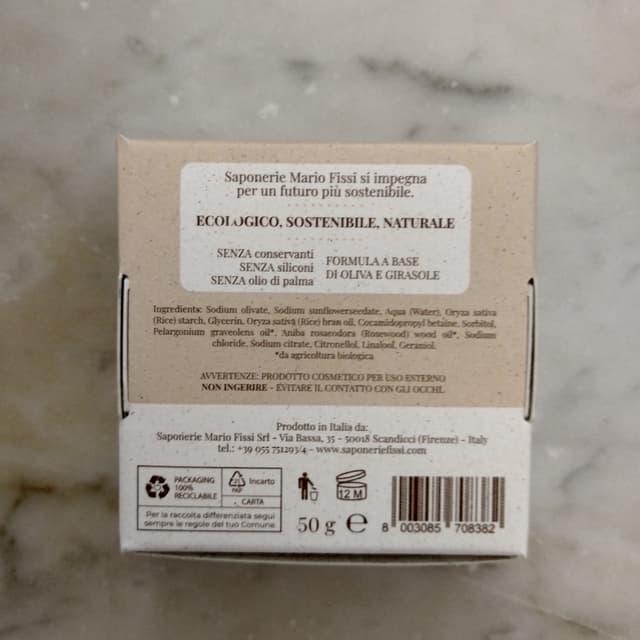 Saponerie Mario Fissi si impegna
per un futuro più sostenibile.
ECOLOGICO, SOSTENIBILE, NATURALE
SENZA conservanti
SENZA siliconi
SENZA olio di palma
FORMULA A BASE
DI OLIVA E GIRASOLE
Ingredients: Sodium olivate, Sodium sunflowerseedate, Aqua (Water), Oryza sativa
(Rice) starch, Glycerin, Oryza sativa (Rice) bran oil, Cocamidopropyl betaine, Sorbitol,
Pelargonium graveolens oil*, Aniba rosaeodora (Rosewood) wood oil*, Sodium
chloride, Sodium citrate, Citronellol, Linalool, Geraniol.
*da agricoltura biologica
AVVERTENZE: PRODOTTO COSMETICO PER USO ESTERNO
NON INGERIRE - EVITARE IL CONTATTO CON GLI OCCHI.
Prodotto in Italia da:
Saponerie Mario Fissi Srl - Via Bassa, 35 - 50018 Scandicci (Firenze) - Italy
tel.: +39 055 751293/4 - www.saponeriefissi.com
PACKAGING
100%
RICICLABILE
21
PAP
Incarto
CARTA
Per la raccolta differenziata segui
sempre le regole del tuo Comune
50 g ℮
12 M
8 003085 708382